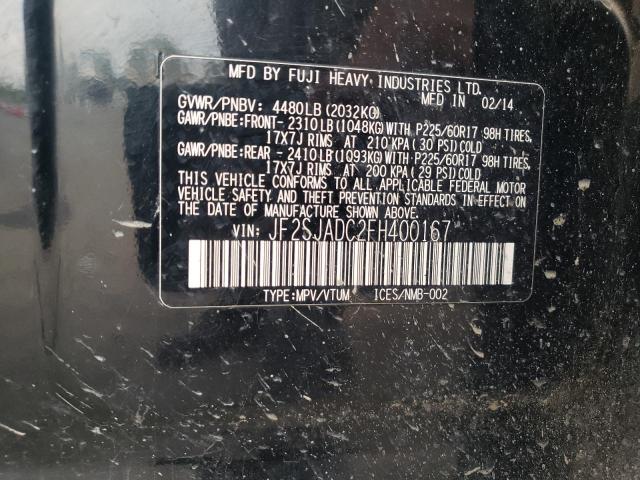 MFD BY FUJI HEAVY INDUSTRIES LTD.
MFD IN 02/14
GVWR/PNBV: 4480LB (2032KG)
GAWR/PNBE:FRONT- 2310LB(1048KG)WITH P225/60R17 98H TIRES,
17X7J RIMS AT 210KPA( 30 PSI)COLD
GAWR/PNBE:REAR - 2410LB(1093KG)WITH P225/60R17 98H TIRES,
17X7J RIMS AT 200 KPA( 29 PSI)COLD
THIS VEHICLE CONFORMS TO ALL APPLICABLE FEDERAL MOTOR
VEHICLE SAFETY AND THEFT PREVENTION STANDARDS IN EFFECT ON
THE DATE OF MANUFACTURE SHOWN ABOVE.
VIN: JF2SJADC2FH400167
TYPE:MPV/VTUM ICES/NMB-002